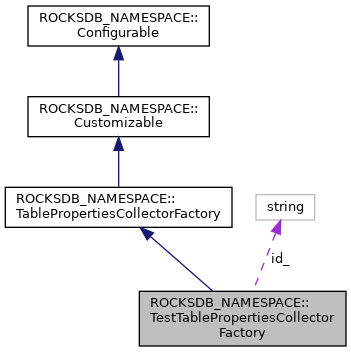 ROCKSDB_NAMESPACE::
Configurable
ROCKSDB_NAMESPACE::
Customizable
ROCKSDB_NAMESPACE::
TablePropertiesCollectorFactory
string
id_
ROCKSDB_NAMESPACE::
TestTablePropertiesCollector
Factory